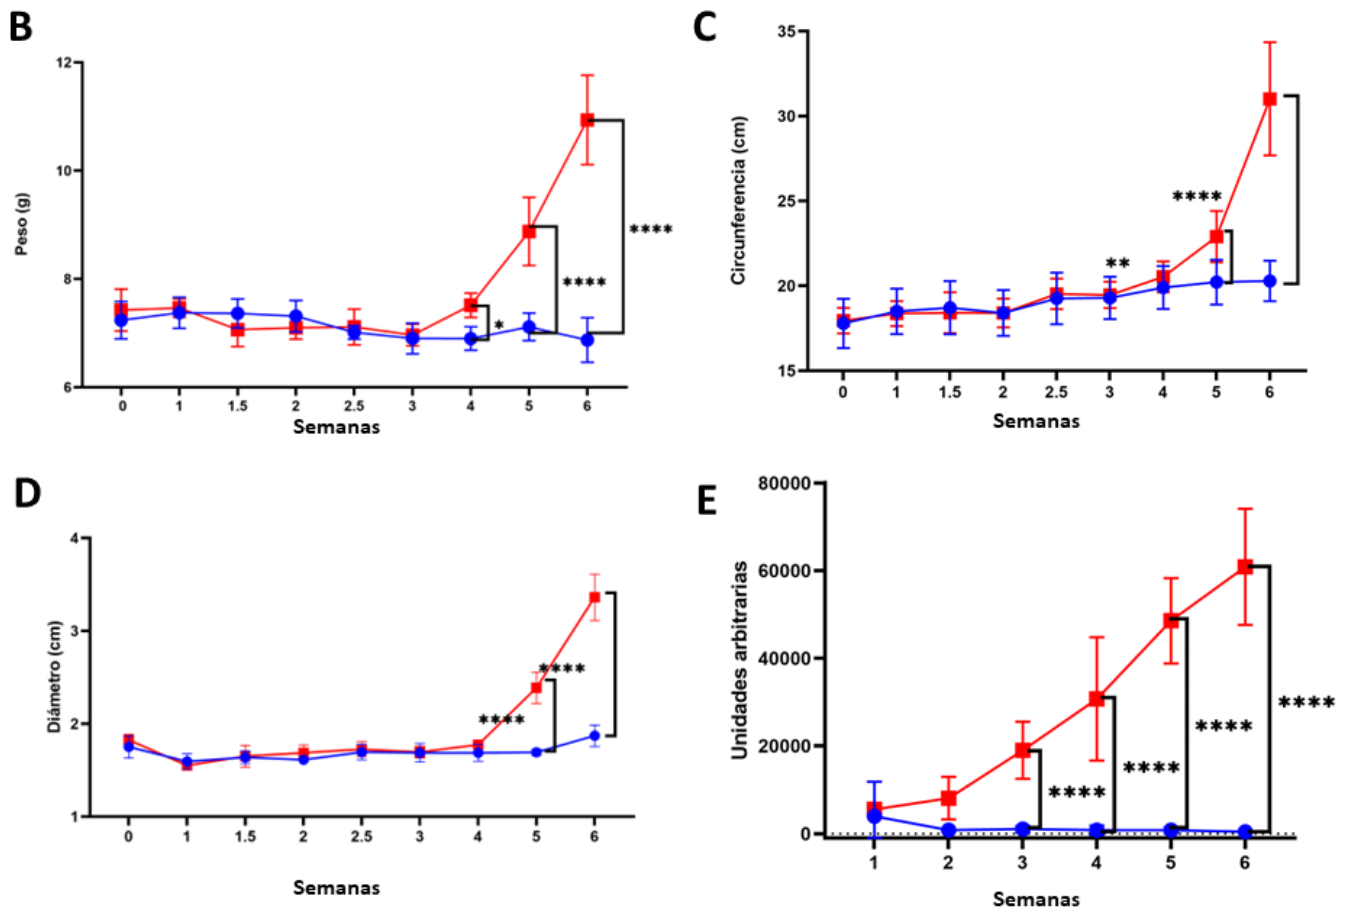 B
12
10
8
6
Peso (g)
****
****
*
0 1 1.5 2 2.5 3 4 5 6
Semanas
C
35
30
25
20
15
Circunferencia (cm)
****
**
0 1 1.5 2 2.5 3 4 5 6
Semanas
D
4
3
2
1
Diámetro (cm)
****
****
0 1 1.5 2 2.5 3 4 5 6
Semanas
E
80000
60000
40000
20000
0
Unidades arbitrarias
****
****
****
****
1 2 3 4 5 6
Semanas